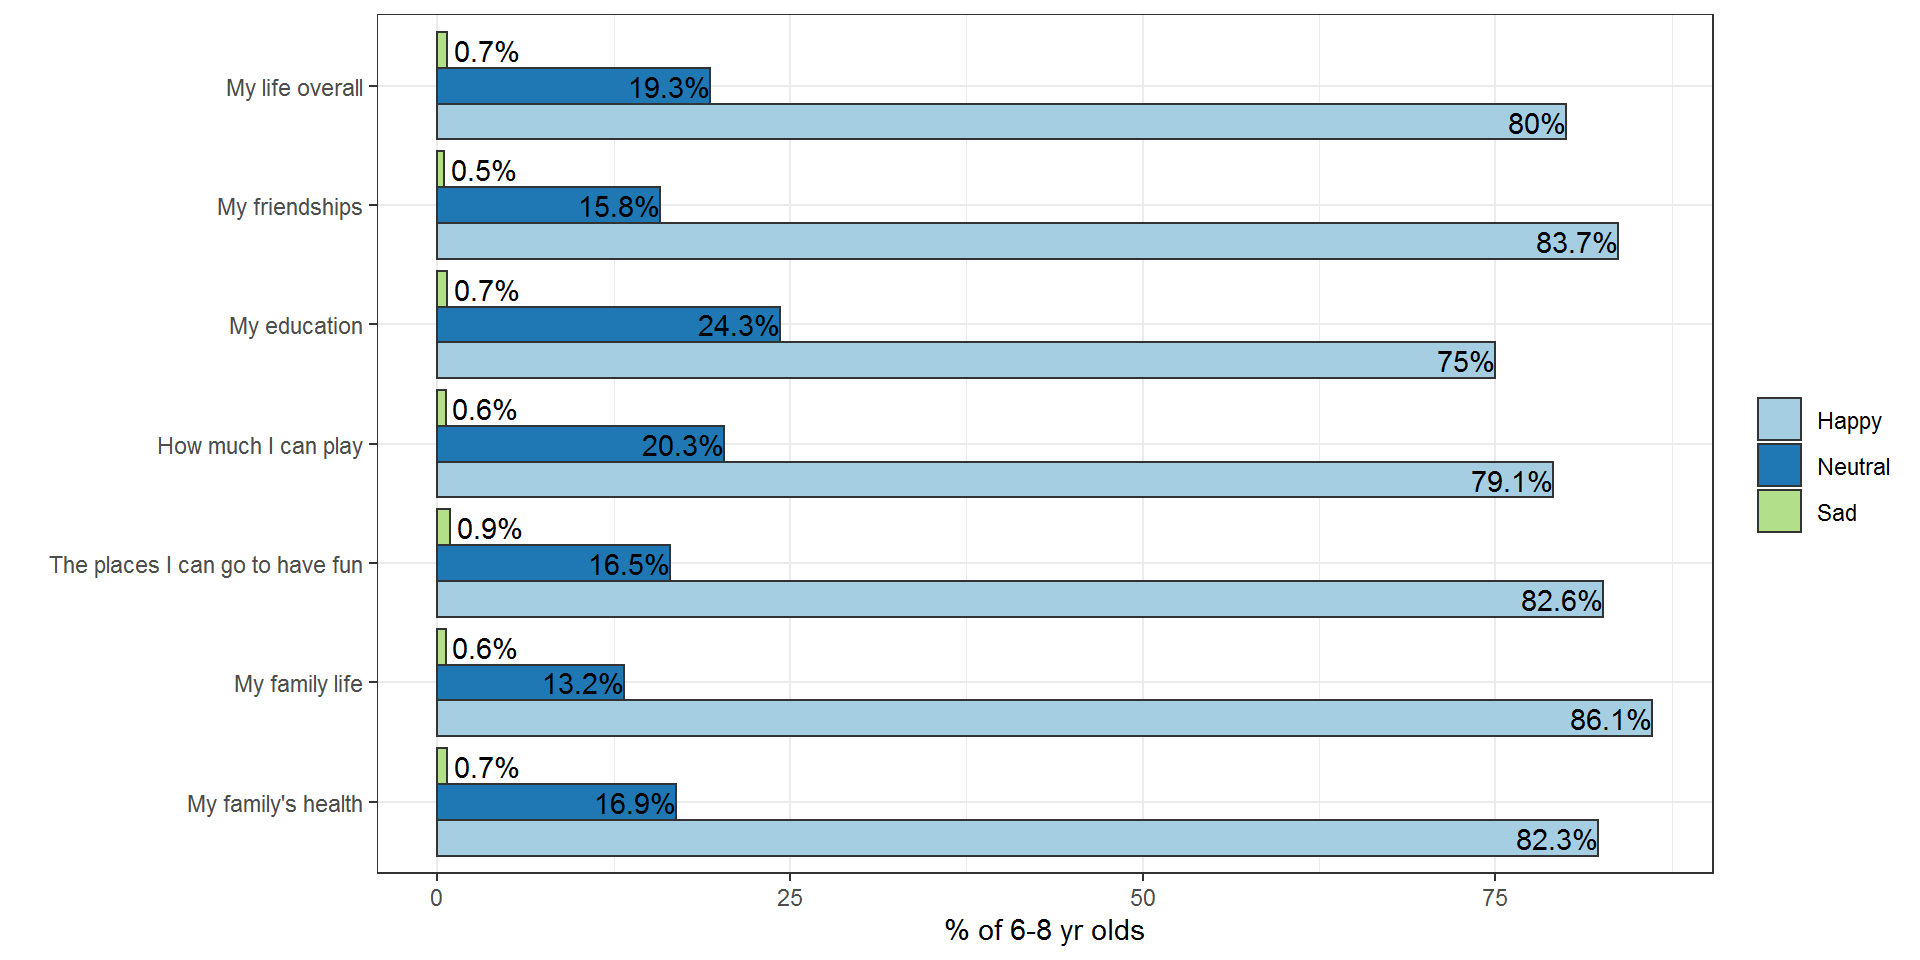 My life overall
0.7%
19.3%
80%
My friendships
0.5%
15.8%
83.7%
My education
0.7%
24.3%
75%
How much I can play
0.6%
20.3%
79.1%
The places I can go to have fun
0.9%
16.5%
82.6%
My family life
0.6%
13.2%
86.1%
My family's health
0.7%
16.9%
82.3%
0 25 50 75
% of 6-8 yr olds
Happy
Neutral
Sad